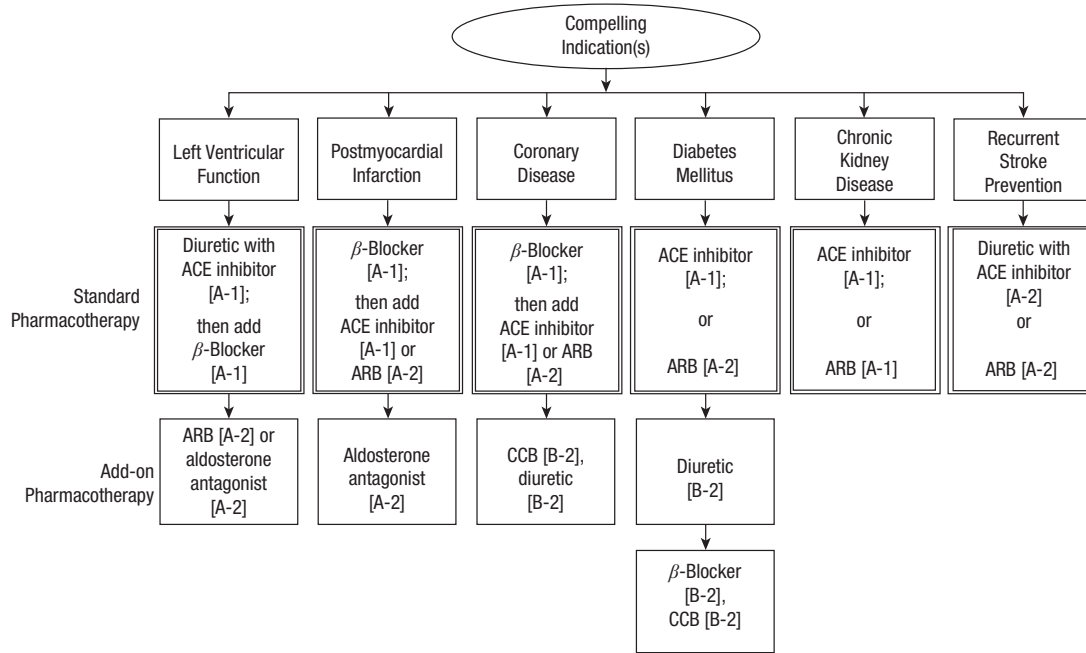 Compelling
Indication(s)
Left Ventricular
Function
Postmyocardial
Infarction
Coronary
Disease
Diabetes
Mellitus
Chronic
Kidney
Disease
Recurrent
Stroke
Prevention
Standard
Pharmacotherapy
Diuretic with
ACE inhibitor
[A-1];
then add
β-Blocker
[A-1]
β-Blocker
[A-1];
then add
ACE inhibitor
[A-1] or
ARB [A-2]
β-Blocker
[A-1];
then add
ACE inhibitor
[A-1] or ARB
[A-2]
ACE inhibitor
[A-1];
or
ARB [A-2]
ACE inhibitor
[A-1];
or
ARB [A-1]
Diuretic with
ACE inhibitor
[A-2]
or
ARB [A-2]
Add-on
Pharmacotherapy
ARB [A-2] or
aldosterone
antagonist
[A-2]
Aldosterone
antagonist
[A-2]
CCB [B-2],
diuretic
[B-2]
Diuretic
[B-2]
β-Blocker
[B-2],
CCB [B-2]